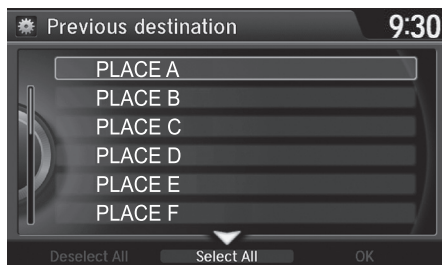 Previous destination 9:30
PLACE A
PLACE B
PLACE C
PLACE D
PLACE E
PLACE F
Deselect All Select All OK